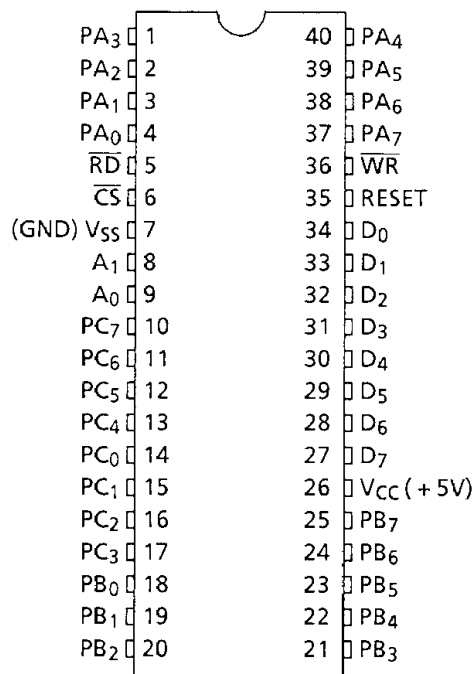 PA3 1 40 PA4
PA2 2 39 PA5
PA1 3 38 PA6
PA0 4 37 PA7
R̅D̅ 5 36 W̅R̅
C̅S̅ 6 35 RESET
(GND) VSS 7 34 D0
A1 8 33 D1
A0 9 32 D2
PC7 10 31 D3
PC6 11 30 D4
PC5 12 29 D5
PC4 13 28 D6
PC0 14 27 D7
PC1 15 26 VCC (+5V)
PC2 16 25 PB7
PC3 17 24 PB6
PB0 18 23 PB5
PB1 19 22 PB4
PB2 20 21 PB3